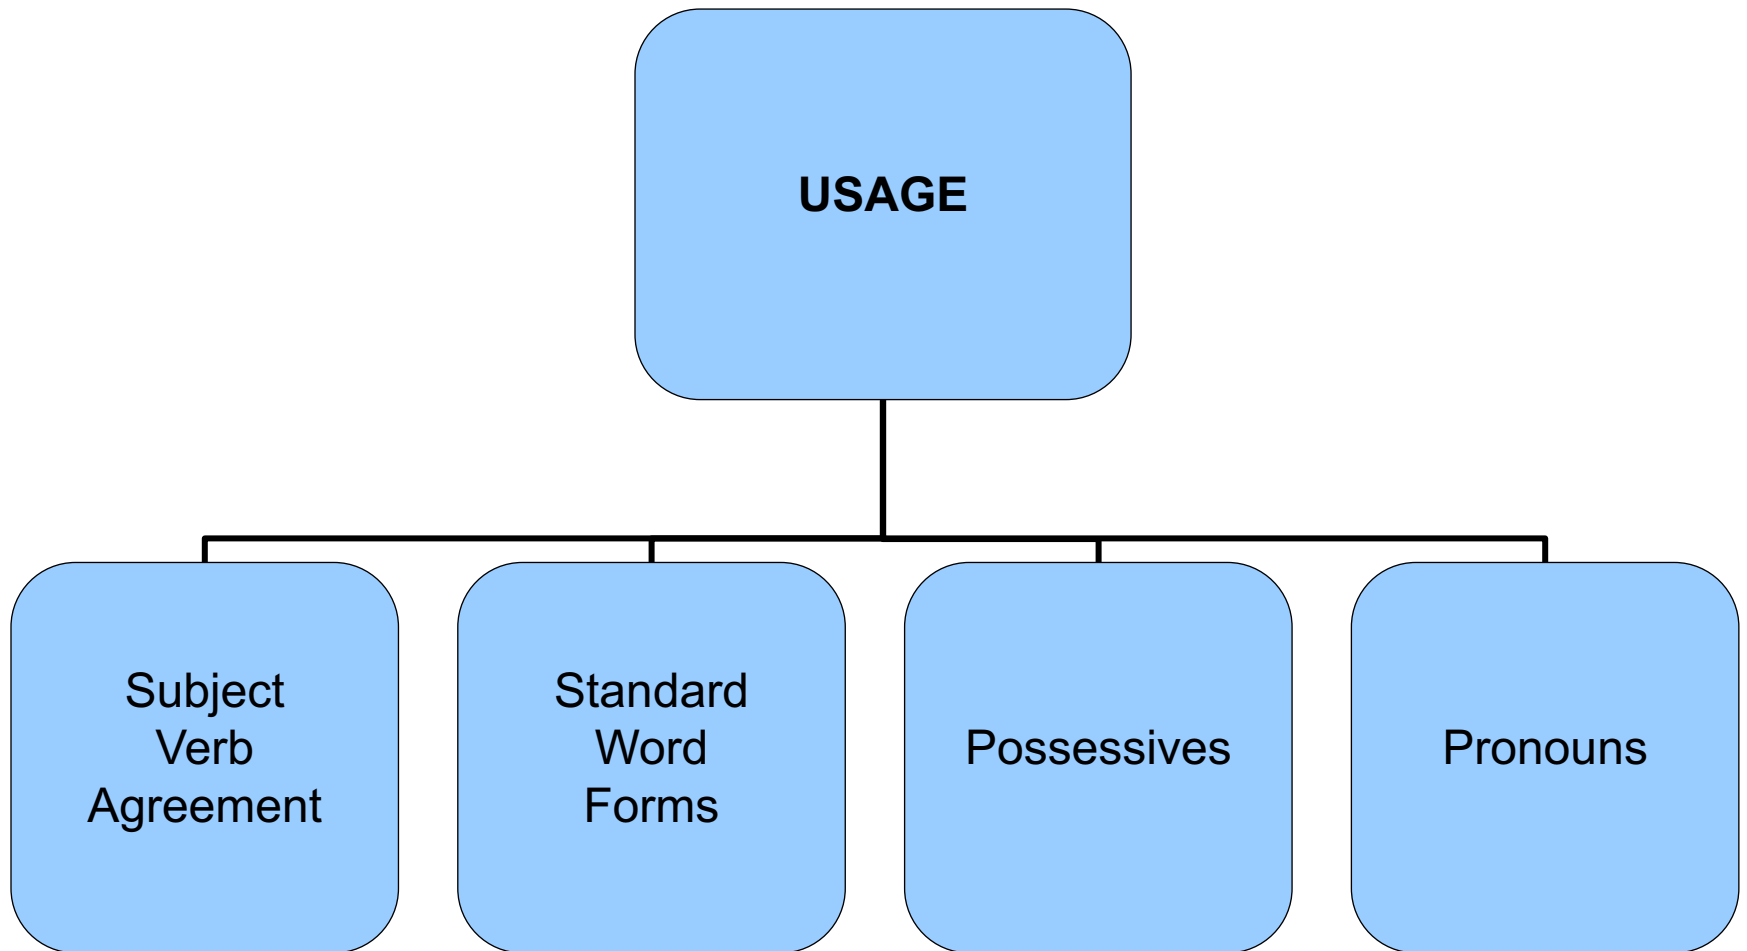 USAGE
Subject
Verb
Agreement
Standard
Word
Forms
Possessives
Pronouns